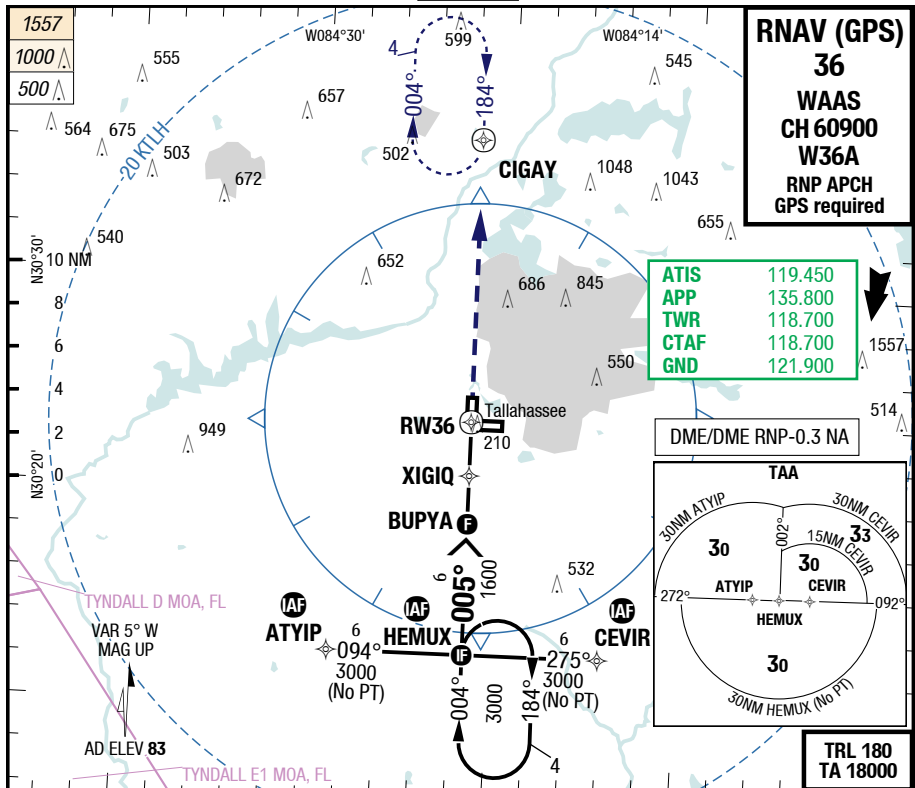 1557
1000
500
RNAV (GPS)
36
WAAS
CH 60900
W36A
RNP APCH
GPS required
W084°30'
W084°14'
599
4
004°
184°
555
657
545
564
675
503
502
672
20 KTLH
CIGAY
1048
1043
655
540
N30°30'
10 NM
8
6
4
2
0
N30°20'
652
686
845
550
ATIS 119.450
APP 135.800
TWR 118.700
CTAF 118.700
GND 121.900
1557
514
949
RW36
Tallahassee
210
XIGIQ
BUPYA
F
DME/DME RNP-0.3 NA
6
005°
1600
532
TYNDALL D MOA, FL
VAR 5° W
MAG UP
AD ELEV 83
TYNDALL E1 MOA, FL
IAF
ATYIP
6
094°
3000
(No PT)
IAF
HEMUX
IF
IAF
CEVIR
6
275°
3000
(No PT)
004°
3000
184°
4
TAA
30NM ATYIP
30NM CEVIR
002°
15NM CEVIR
33
30
30
ATYIP
CEVIR
272°
092°
HEMUX
30
30NM HEMUX (No PT)
TRL 180
TA 18000